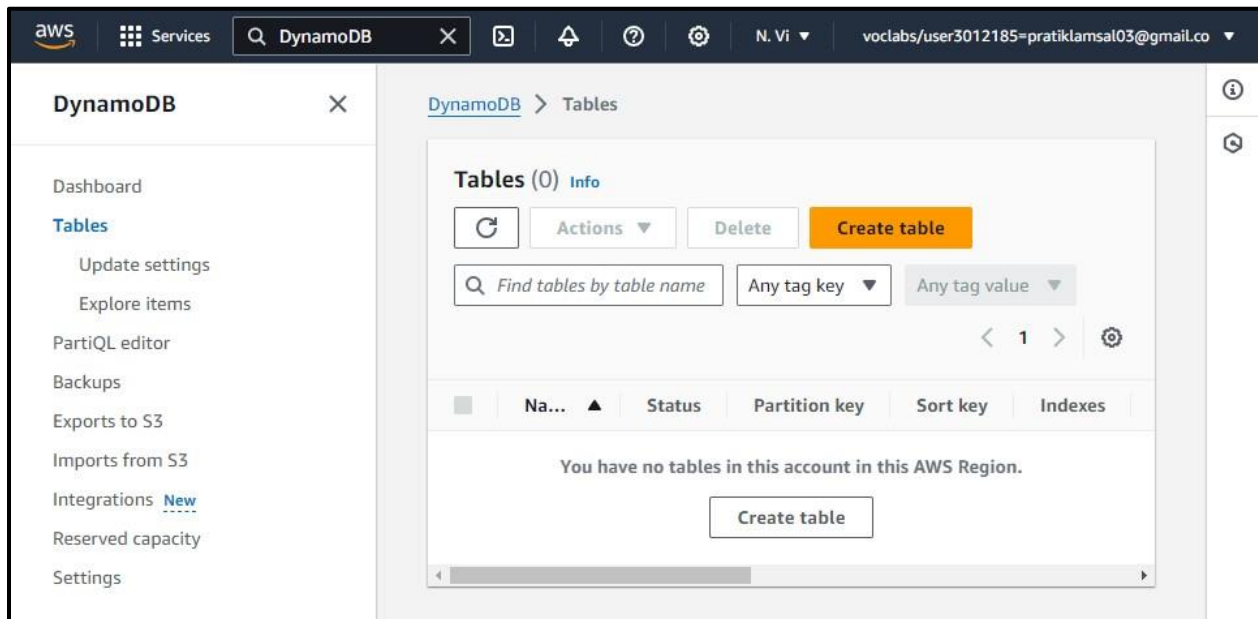 aws Services DynamoDB N. Vi voclabs/user3012185=pratiklamsal03@gmail.co
DynamoDB
Dashboard
Tables
Update settings
Explore items
PartiQL editor
Backups
Exports to S3
Imports from S3
Integrations New
Reserved capacity
Settings
DynamoDB > Tables
Tables (0) Info
Actions Delete Create table
Find tables by table name Any tag key Any tag value
1
Na... Status Partition key Sort key Indexes
You have no tables in this account in this AWS Region.
Create table